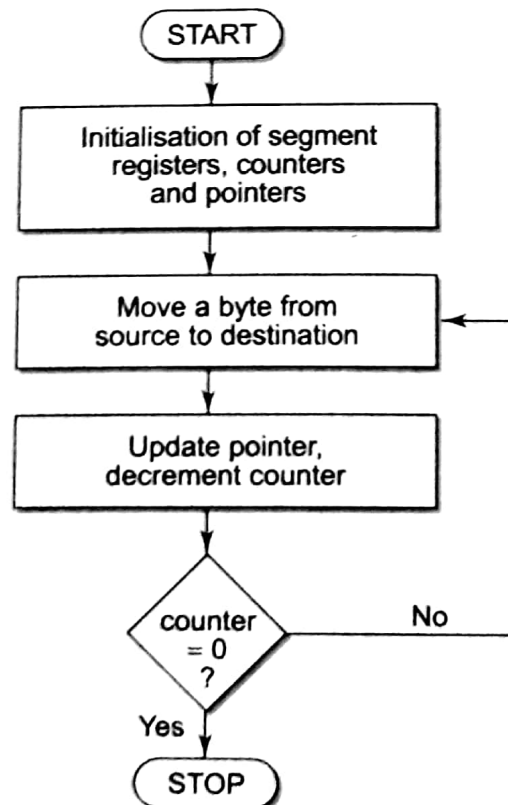 START
Initialisation of segment
registers, counters
and pointers
Move a byte from
source to destination
Update pointer,
decrement counter
counter
= 0
?
No
Yes
STOP